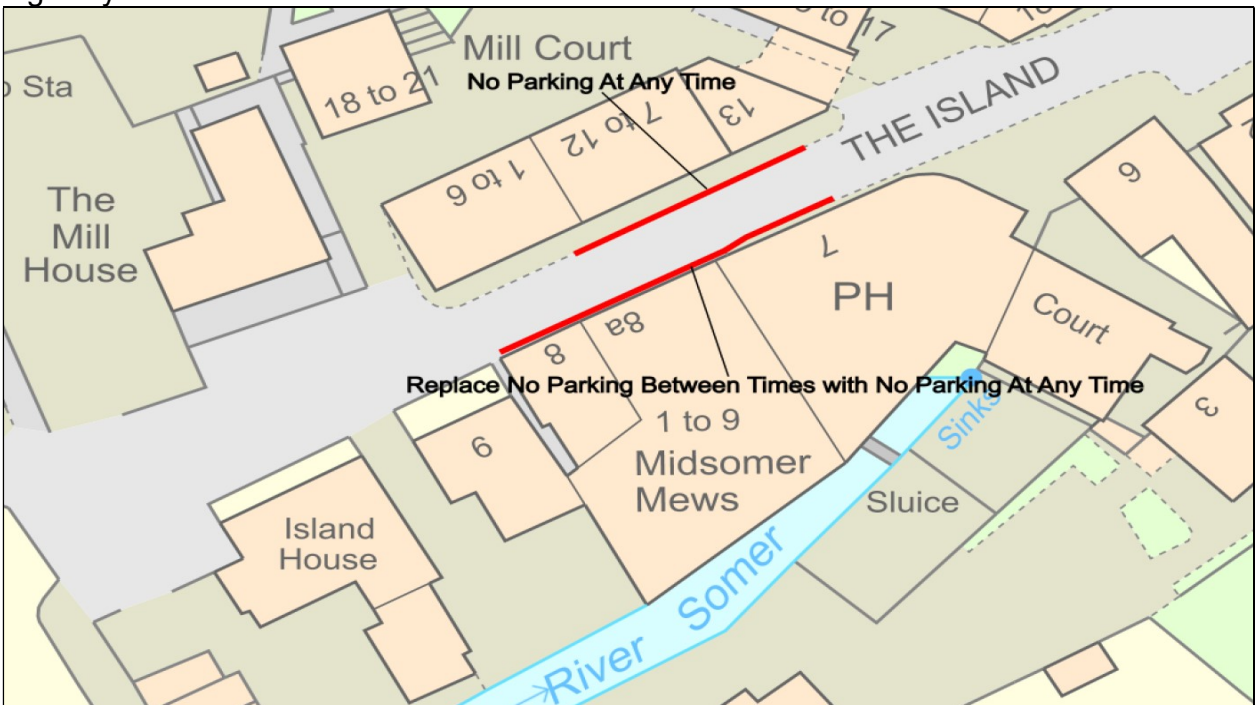 Mill Court
No Parking At Any Time
18 to 21
Sta
THE ISLAND
1 to 6
7 to 12
13
The
Mill
House
6
7
PH
8a
8
Court
Replace No Parking Between Times with No Parking At Any Time
Sinks
3
9
1 to 9
Midsomer
Mews
Sluice
Island
House
River Somer